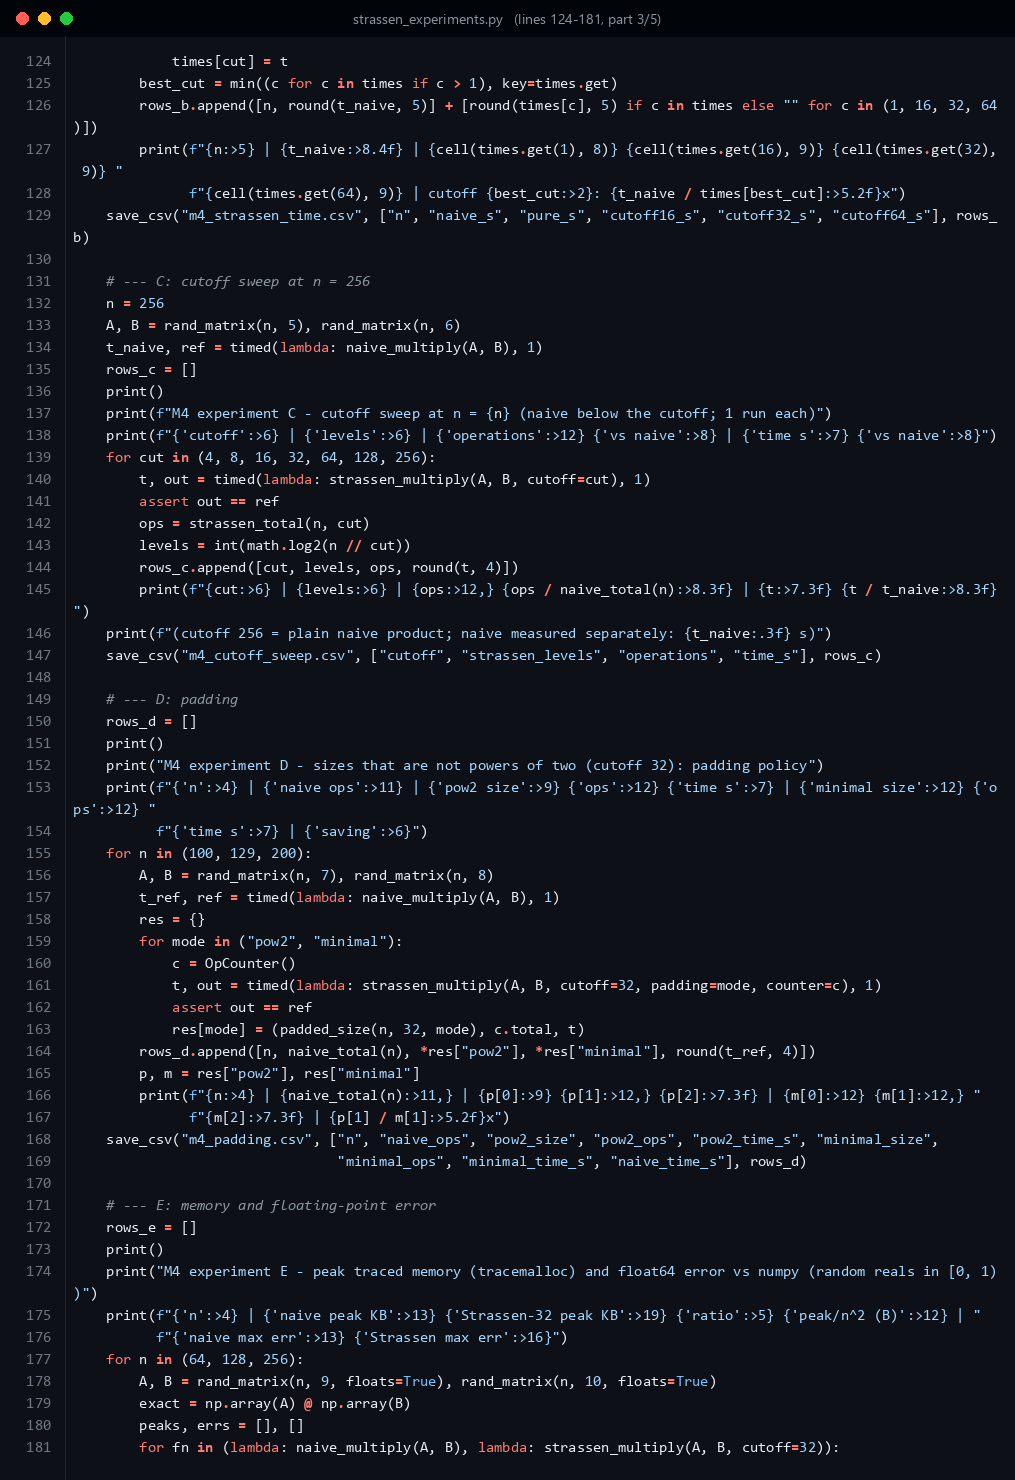 strassen_experiments.py   (lines 124-181, part 3/5)
124            times[cut] = t
125        best_cut = min((c for c in times if c > 1), key=times.get)
126        rows_b.append([n, round(t_naive, 5)] + [round(times[c], 5) if c in times else "" for c in (1, 16, 32, 64
)])
127        print(f"{n:>5} | {t_naive:>8.4f} | {cell(times.get(1), 8)} {cell(times.get(16), 9)} {cell(times.get(32),
 9)} "
128              f"{cell(times.get(64), 9)} | cutoff {best_cut:>2}: {t_naive / times[best_cut]:>5.2f}x")
129    save_csv("m4_strassen_time.csv", ["n", "naive_s", "pure_s", "cutoff16_s", "cutoff32_s", "cutoff64_s"], rows_
b)
130
131    # --- C: cutoff sweep at n = 256
132    n = 256
133    A, B = rand_matrix(n, 5), rand_matrix(n, 6)
134    t_naive, ref = timed(lambda: naive_multiply(A, B), 1)
135    rows_c = []
136    print()
137    print(f"M4 experiment C - cutoff sweep at n = {n} (naive below the cutoff; 1 run each)")
138    print(f"{'cutoff':>6} | {'levels':>6} | {'operations':>12} {'vs naive':>8} | {'time s':>7} {'vs naive':>8}")
139    for cut in (4, 8, 16, 32, 64, 128, 256):
140        t, out = timed(lambda: strassen_multiply(A, B, cutoff=cut), 1)
141        assert out == ref
142        ops = strassen_total(n, cut)
143        levels = int(math.log2(n // cut))
144        rows_c.append([cut, levels, ops, round(t, 4)])
145        print(f"{cut:>6} | {levels:>6} | {ops:>12,} {ops / naive_total(n):>8.3f} | {t:>7.3f} {t / t_naive:>8.3f}
")
146    print(f"(cutoff 256 = plain naive product; naive measured separately: {t_naive:.3f} s)")
147    save_csv("m4_cutoff_sweep.csv", ["cutoff", "strassen_levels", "operations", "time_s"], rows_c)
148
149    # --- D: padding
150    rows_d = []
151    print()
152    print("M4 experiment D - sizes that are not powers of two (cutoff 32): padding policy")
153    print(f"{'n':>4} | {'naive ops':>11} | {'pow2 size':>9} {'ops':>12} {'time s':>7} | {'minimal size':>12} {'o
ps':>12} "
154          f"{'time s':>7} | {'saving':>6}")
155    for n in (100, 129, 200):
156        A, B = rand_matrix(n, 7), rand_matrix(n, 8)
157        t_ref, ref = timed(lambda: naive_multiply(A, B), 1)
158        res = {}
159        for mode in ("pow2", "minimal"):
160            c = OpCounter()
161            t, out = timed(lambda: strassen_multiply(A, B, cutoff=32, padding=mode, counter=c), 1)
162            assert out == ref
163            res[mode] = (padded_size(n, 32, mode), c.total, t)
164        rows_d.append([n, naive_total(n), *res["pow2"], *res["minimal"], round(t_ref, 4)])
165        p, m = res["pow2"], res["minimal"]
166        print(f"{n:>4} | {naive_total(n):>11,} | {p[0]:>9} {p[1]:>12,} {p[2]:>7.3f} | {m[0]:>12} {m[1]:>12,} "
167              f"{m[2]:>7.3f} | {p[1] / m[1]:>5.2f}x")
168    save_csv("m4_padding.csv", ["n", "naive_ops", "pow2_size", "pow2_ops", "pow2_time_s", "minimal_size",
169                                "minimal_ops", "minimal_time_s", "naive_time_s"], rows_d)
170
171    # --- E: memory and floating-point error
172    rows_e = []
173    print()
174    print("M4 experiment E - peak traced memory (tracemalloc) and float64 error vs numpy (random reals in [0, 1)
)")
175    print(f"{'n':>4} | {'naive peak KB':>13} {'Strassen-32 peak KB':>19} {'ratio':>5} {'peak/n^2 (B)':>12} | "
176          f"{'naive max err':>13} {'Strassen max err':>16}")
177    for n in (64, 128, 256):
178        A, B = rand_matrix(n, 9, floats=True), rand_matrix(n, 10, floats=True)
179        exact = np.array(A) @ np.array(B)
180        peaks, errs = [], []
181        for fn in (lambda: naive_multiply(A, B), lambda: strassen_multiply(A, B, cutoff=32)):